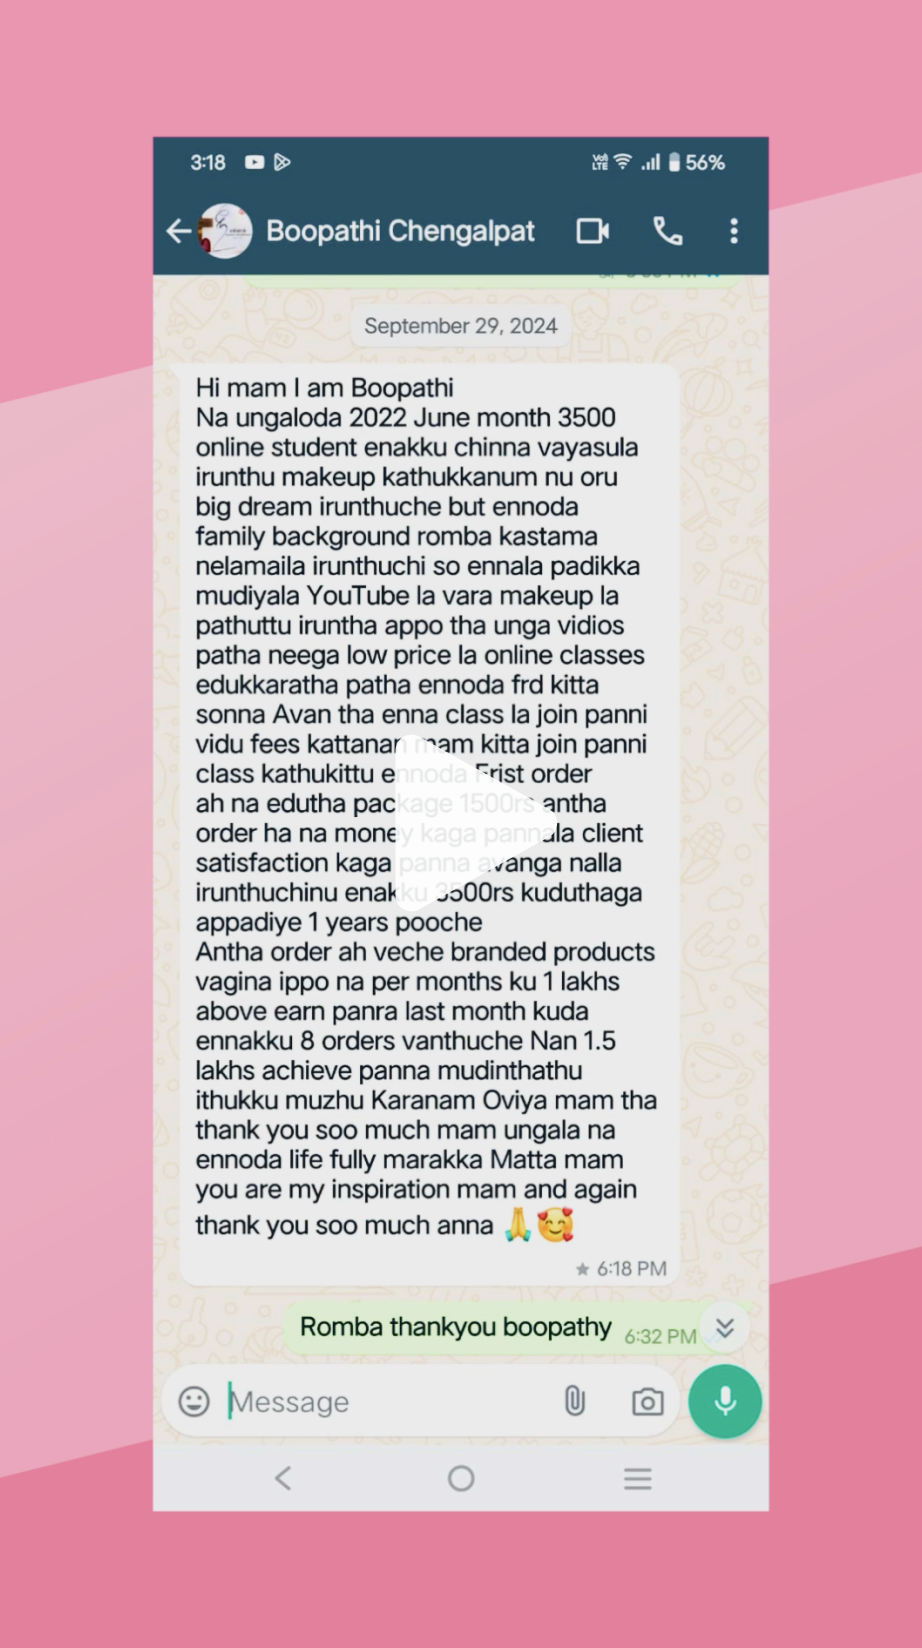 3:18
56%
Boopathi Chengalpat
September 29, 2024
Hi mam I am Boopathi
Na ungaloda 2022 June month 3500
online student enakku chinna vayasula
irunthu makeup kathukkanum nu oru
big dream irunthuche but ennoda
family background romba kastama
nelamaila irunthuchi so ennala padikka
mudiyala YouTube la vara makeup la
pathuttu iruntha appo tha unga vidios
patha neega low price la online classes
edukkaratha patha ennoda frd kitta
sonna Avan tha enna class la join panni
vidu fees kattanan mam kitta join panni
class kathukittu ennoda Frist order
ah na edutha package 1500rs antha
order ha na money kaga pannala client
satisfaction kaga panna avanga nalla
irunthuchinu enakku 3500rs kuduthaga
appadiye 1 years pooche
Antha order ah veche branded products
vagina ippo na per months ku 1 lakhs
above earn panra last month kuda
ennakku 8 orders vanthuche Nan 1.5
lakhs achieve panna mudinthathu
ithukku muzhu Karanam Oviya mam tha
thank you soo much mam ungala na
ennoda life fully marakka Matta mam
you are my inspiration mam and again
thank you soo much anna 🙏🥰
6:18 PM
Romba thankyou boopathy 6:32 PM
Message